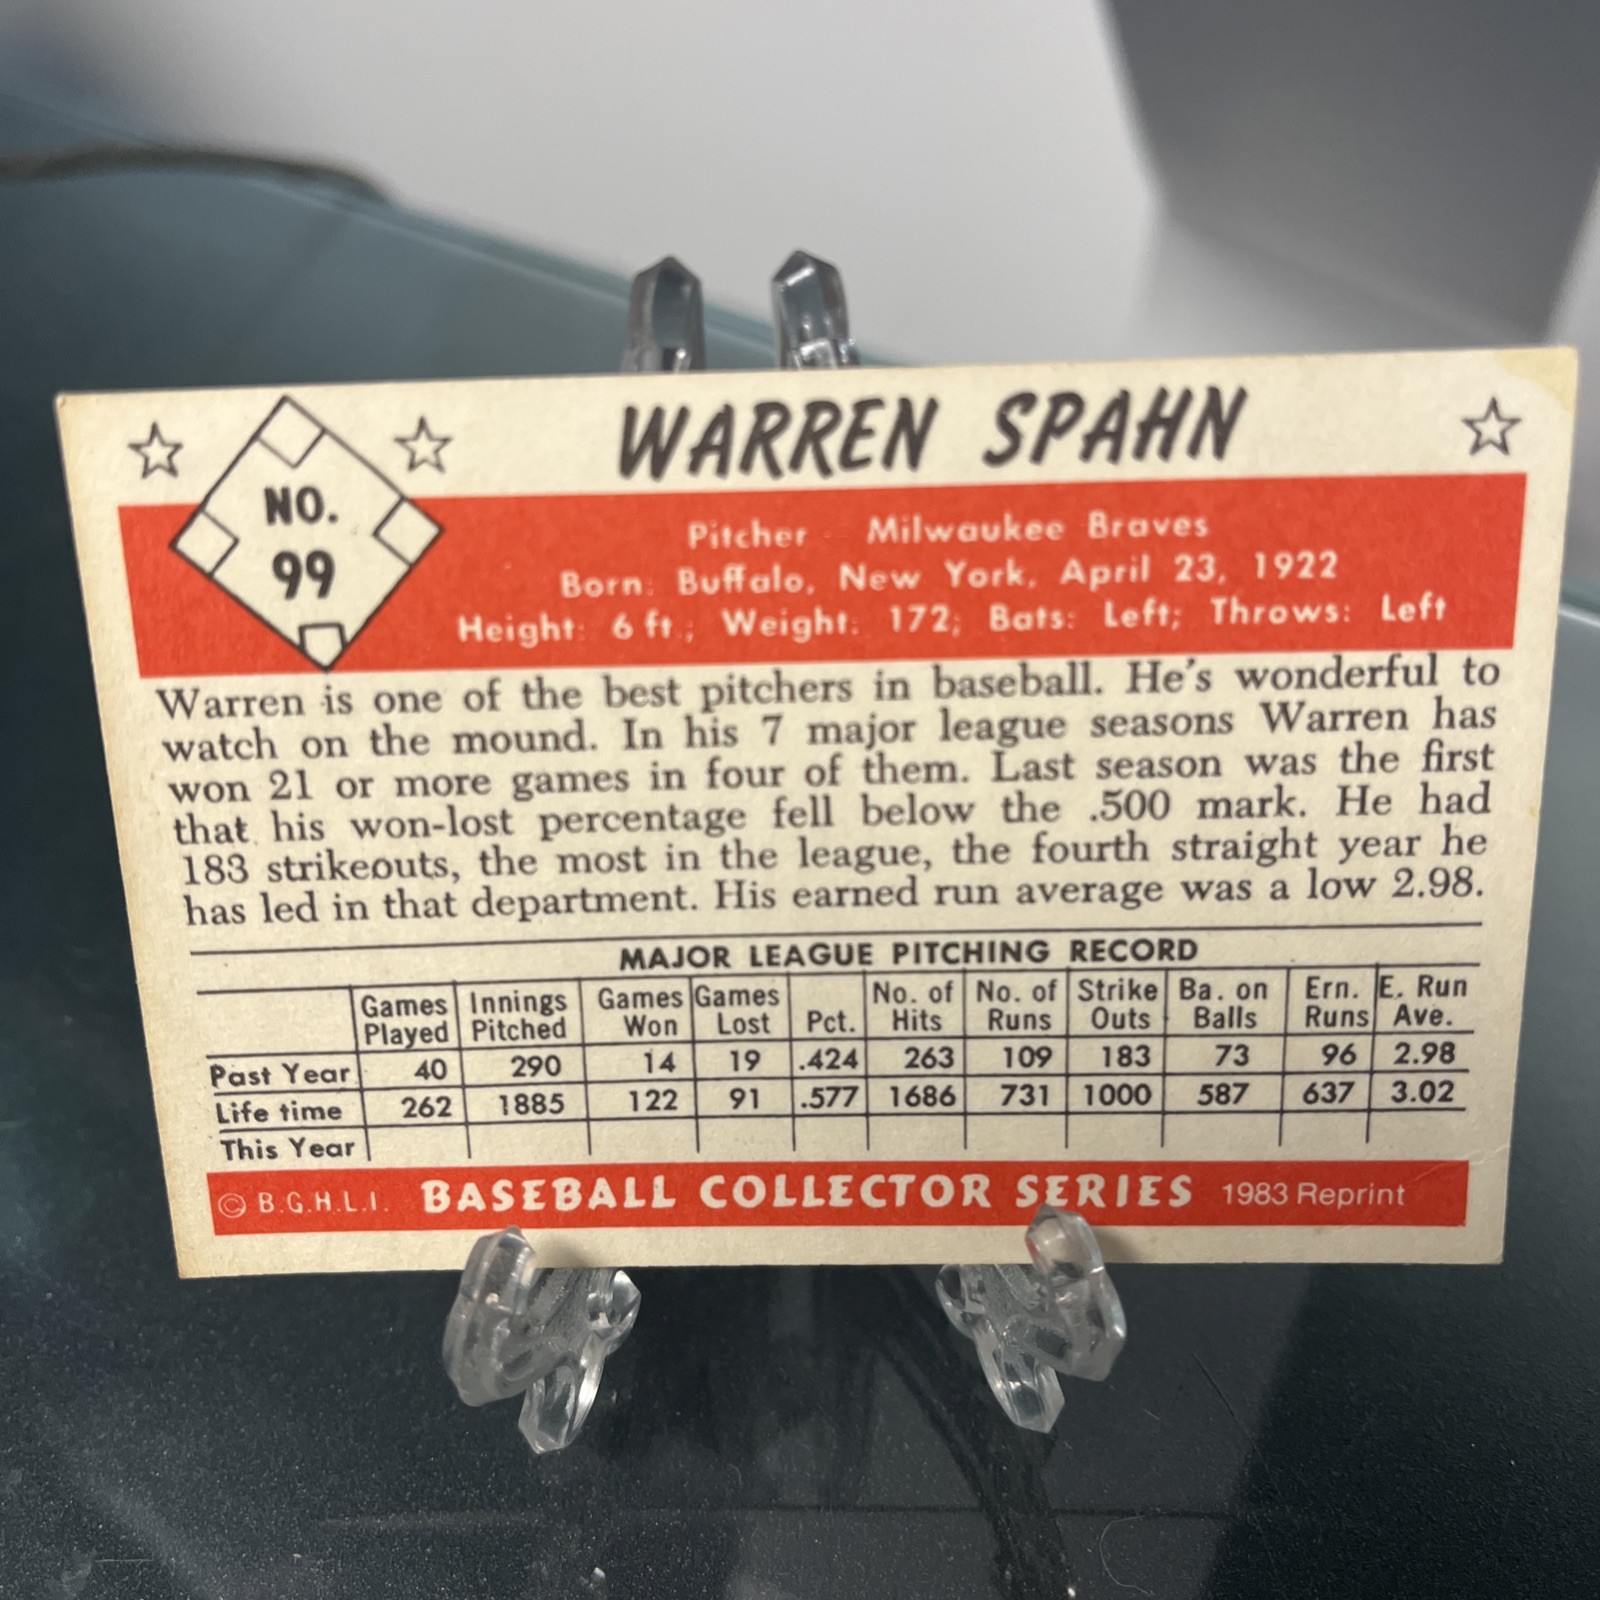 WARREN SPAHN
NO.
99
Pitcher - Milwaukee Braves
Born: Buffalo, New York, April 23, 1922
Height: 6 ft.; Weight: 172; Bats: Left; Throws: Left
Warren is one of the best pitchers in baseball. He's wonderful to
watch on the mound. In his 7 major league seasons Warren has
won 21 or more games in four of them. Last season was the first
that his won-lost percentage fell below the .500 mark. He had
183 strikeouts, the most in the league, the fourth straight year he
has led in that department. His earned run average was a low 2.98.
MAJOR LEAGUE PITCHING RECORD
Games Played Innings Pitched Games Won Games Lost Pct. No. of Hits No. of Runs Strike Outs Ba. on Balls Ern. Runs E. Run Ave.
Past Year 40 290 14 19 .424 263 109 183 73 96 2.98
Life time 262 1885 122 91 .577 1686 731 1000 587 637 3.02
This Year
© B.G.H.L.I. BASEBALL COLLECTOR SERIES 1983 Reprint